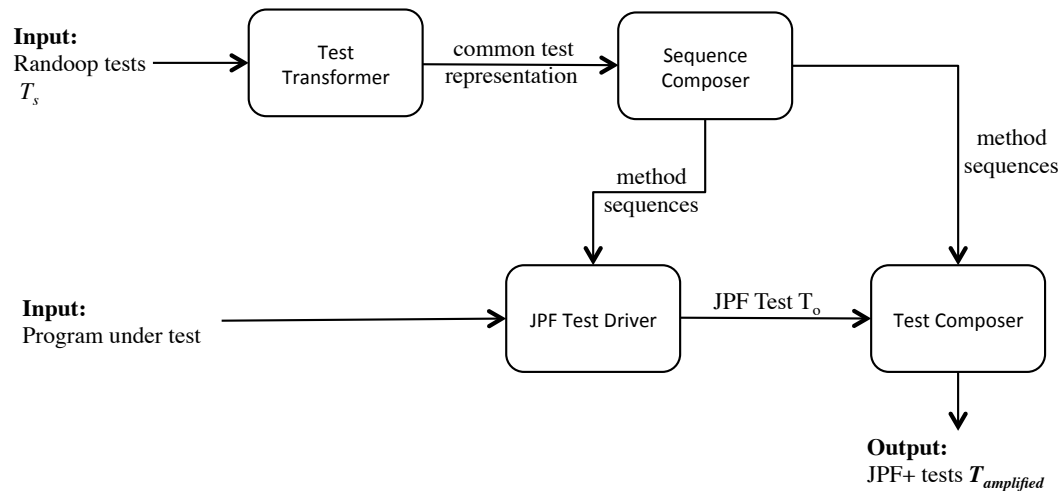 Input:
Randoop tests
T_s
Test
Transformer
common test
representation
Sequence
Composer
method
sequences
method
sequences
Input:
Program under test
JPF Test Driver
JPF Test T_o
Test Composer
Output:
JPF+ tests T_amplified